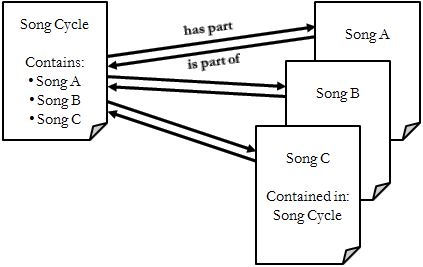 Song Cycle
Contains:
• Song A
• Song B
• Song C
has part
is part of
Song A
Song B
Song C
Contained in:
Song Cycle